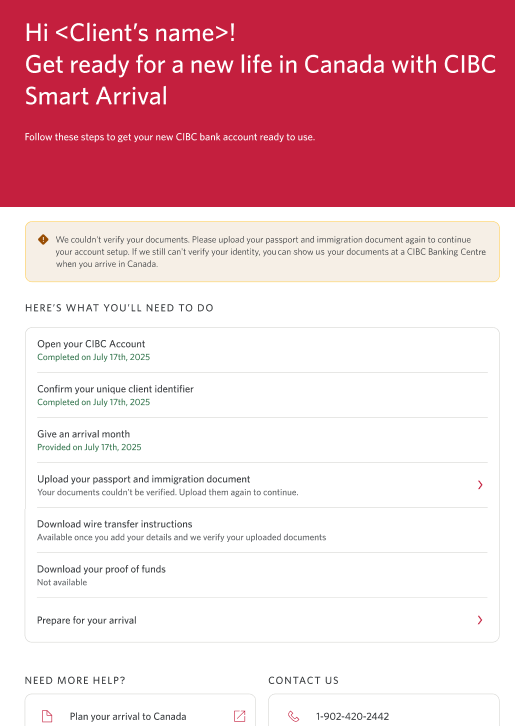 Hi <Client's name>!
Get ready for a new life in Canada with CIBC
Smart Arrival
Follow these steps to get your new CIBC bank account ready to use.
We couldn't verify your documents. Please upload your passport and immigration document again to continue
your account setup. If we still can't verify your identity, you can show us your documents at a CIBC Banking Centre
when you arrive in Canada.
HERE'S WHAT YOU'LL NEED TO DO
Open your CIBC Account
Completed on July 17th, 2025
Confirm your unique client identifier
Completed on July 17th, 2025
Give an arrival month
Provided on July 17th, 2025
Upload your passport and immigration document
Your documents couldn't be verified. Upload them again to continue.
Download wire transfer instructions
Available once you add your details and we verify your uploaded documents
Download your proof of funds
Not available
Prepare for your arrival
NEED MORE HELP?
Plan your arrival to Canada
CONTACT US
1-902-420-2442